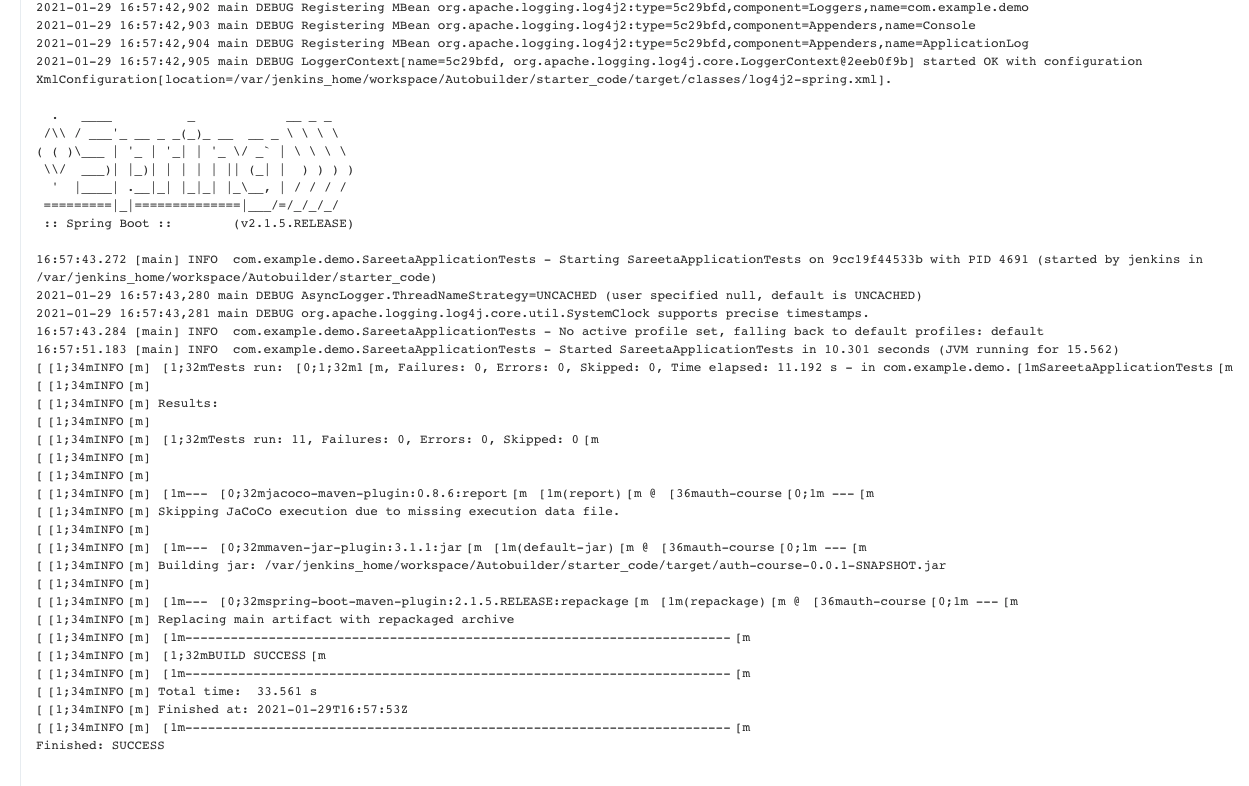 2021-01-29 16:57:42,902 main DEBUG Registering MBean org.apache.logging.log4j2:type=5c29bfd,component=Loggers,name=com.example.demo
2021-01-29 16:57:42,903 main DEBUG Registering MBean org.apache.logging.log4j2:type=5c29bfd,component=Appenders,name=Console
2021-01-29 16:57:42,904 main DEBUG Registering MBean org.apache.logging.log4j2:type=5c29bfd,component=Appenders,name=ApplicationLog
2021-01-29 16:57:42,905 main DEBUG LoggerContext[name=5c29bfd, org.apache.logging.log4j.core.LoggerContext@2eeb0f9b] started OK with configuration
XmlConfiguration[location=/var/jenkins_home/workspace/Autobuilder/starter_code/target/classes/log4j2-spring.xml].

  .   ____          _            __ _ _
 /\\ / ___'_ __ _ _(_)_ __  __ _ \ \ \ \
( ( )\___ | '_ | '_| | '_ \/ _` | \ \ \ \
 \\/  ___)| |_)| | | | | || (_| |  ) ) ) )
  '  |____| .__|_| |_|_| |_\__, | / / / /
 =========|_|==============|___/=/_/_/_/
 :: Spring Boot ::        (v2.1.5.RELEASE)

16:57:43.272 [main] INFO  com.example.demo.SareetaApplicationTests - Starting SareetaApplicationTests on 9cc19f44533b with PID 4691 (started by jenkins in
/var/jenkins_home/workspace/Autobuilder/starter_code)
2021-01-29 16:57:43,280 main DEBUG AsyncLogger.ThreadNameStrategy=UNCACHED (user specified null, default is UNCACHED)
2021-01-29 16:57:43,281 main DEBUG org.apache.logging.log4j.core.util.SystemClock supports precise timestamps.
16:57:43.284 [main] INFO  com.example.demo.SareetaApplicationTests - No active profile set, falling back to default profiles: default
16:57:51.183 [main] INFO  com.example.demo.SareetaApplicationTests - Started SareetaApplicationTests in 10.301 seconds (JVM running for 15.562)
[ [1;34mINFO [m]  [1;32mTests run:  [0;1;32m1 [m, Failures: 0, Errors: 0, Skipped: 0, Time elapsed: 11.192 s - in com.example.demo. [1mSareetaApplicationTests [m
[ [1;34mINFO [m]
[ [1;34mINFO [m] Results:
[ [1;34mINFO [m]
[ [1;34mINFO [m]  [1;32mTests run: 11, Failures: 0, Errors: 0, Skipped: 0 [m
[ [1;34mINFO [m]
[ [1;34mINFO [m]
[ [1;34mINFO [m]  [1m---  [0;32mjacoco-maven-plugin:0.8.6:report [m  [1m(report) [m @  [36mauth-course [0;1m --- [m
[ [1;34mINFO [m] Skipping JaCoCo execution due to missing execution data file.
[ [1;34mINFO [m]
[ [1;34mINFO [m]  [1m---  [0;32mmaven-jar-plugin:3.1.1:jar [m  [1m(default-jar) [m @  [36mauth-course [0;1m --- [m
[ [1;34mINFO [m] Building jar: /var/jenkins_home/workspace/Autobuilder/starter_code/target/auth-course-0.0.1-SNAPSHOT.jar
[ [1;34mINFO [m]
[ [1;34mINFO [m]  [1m---  [0;32mspring-boot-maven-plugin:2.1.5.RELEASE:repackage [m  [1m(repackage) [m @  [36mauth-course [0;1m --- [m
[ [1;34mINFO [m] Replacing main artifact with repackaged archive
[ [1;34mINFO [m]  [1m------------------------------------------------------------------------ [m
[ [1;34mINFO [m]  [1;32mBUILD SUCCESS [m
[ [1;34mINFO [m]  [1m------------------------------------------------------------------------ [m
[ [1;34mINFO [m] Total time:  33.561 s
[ [1;34mINFO [m] Finished at: 2021-01-29T16:57:53Z
[ [1;34mINFO [m]  [1m------------------------------------------------------------------------ [m
Finished: SUCCESS